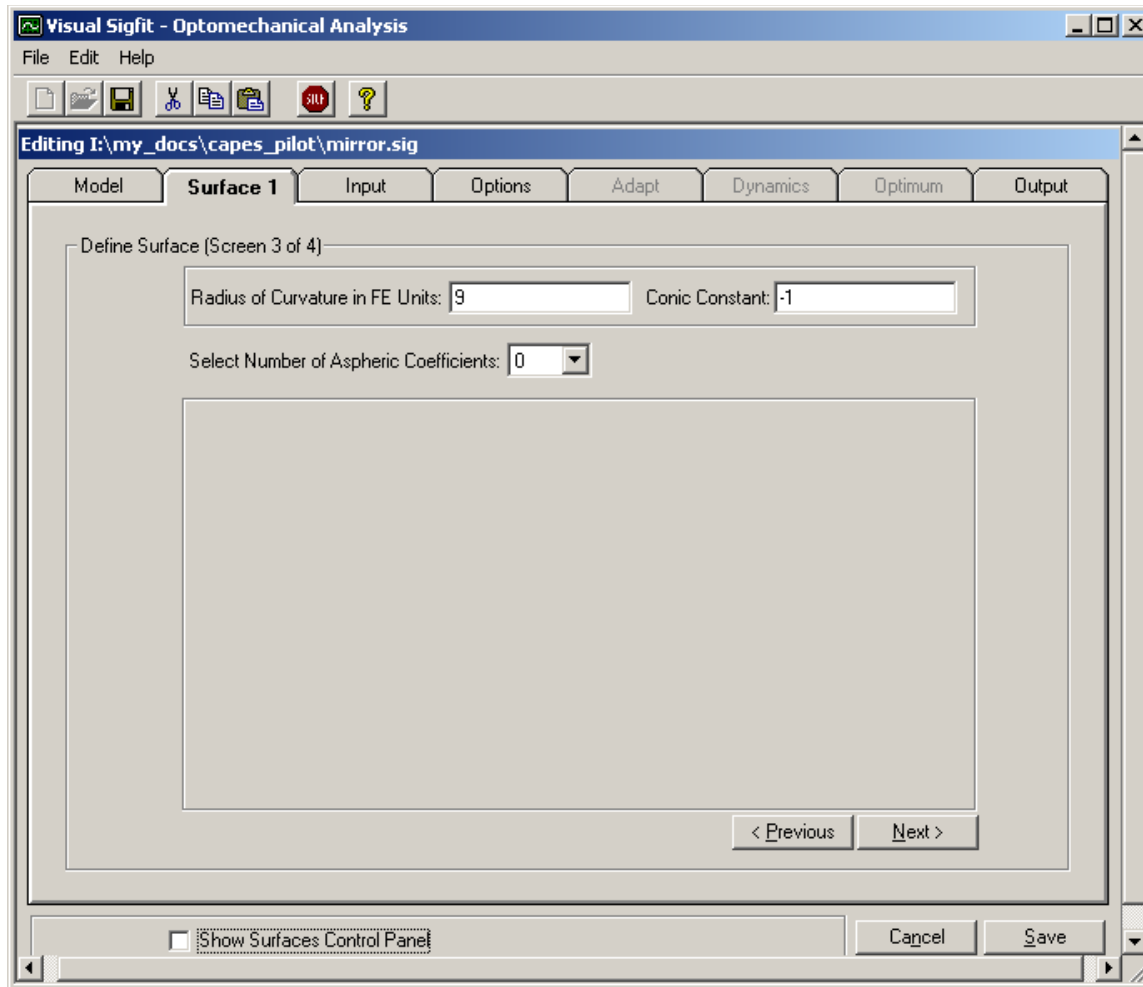 Visual Sigfit - Optomechanical Analysis
File Edit Help
STOP ?
Editing I:\my_docs\capes_pilot\mirror.sig
Model Surface 1 Input Options Adapt Dynamics Optimum Output
Define Surface (Screen 3 of 4)
Radius of Curvature in FE Units: 9 Conic Constant: -1
Select Number of Aspheric Coefficients: 0
< Previous Next >
Show Surfaces Control Panel Cancel Save